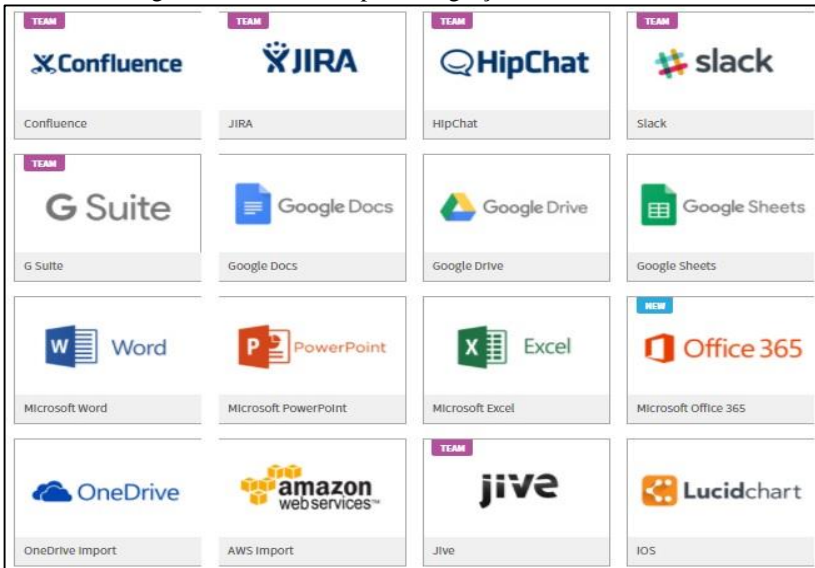 TEAM TEAM TEAM TEAM
Confluence JIRA HipChat slack
Confluence JIRA HipChat Slack
TEAM
G Suite Google Docs Google Drive Google Sheets
G Suite Google Docs Google Drive Google Sheets
NEW
W Word P PowerPoint X Excel Office 365
Microsoft Word Microsoft PowerPoint Microsoft Excel Microsoft Office 365
TEAM
OneDrive amazon webservices™ jive Lucidchart
OneDrive Import AWS Import Jive IOS